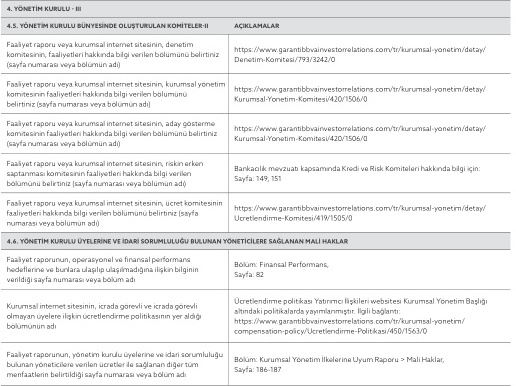 4. YÖNETİM KURULU - III
4.5. YÖNETİM KURULU BÜNYESİNDE OLUŞTURULAN KOMİTELER-II
AÇIKLAMALAR
Faaliyet raporu veya kurumsal internet sitesinin, denetim
komitesinin, faaliyetleri hakkında bilgi verilen bölümünü belirtiniz
(sayfa numarası veya bölümün adı)
https://www.garantibbvainvestorrelations.com/tr/kurumsal-yonetim/detay/
Denetim-Komitesi/793/3242/0
Faaliyet raporu veya kurumsal internet sitesinin, kurumsal yönetim
komitesinin faaliyetleri hakkında bilgi verilen bölümünü
belirtiniz (sayfa numarası veya bölümün adı)
https://www.garantibbvainvestorrelations.com/tr/kurumsal-yonetim/detay/
Kurumsal-Yonetim-Komitesi/420/1506/0
Faaliyet raporu veya kurumsal internet sitesinin, aday gösterme
komitesinin faaliyetleri hakkında bilgi verilen bölümünü belirtiniz
(sayfa numarası veya bölümün adı)
https://www.garantibbvainvestorrelations.com/tr/kurumsal-yonetim/detay/
Kurumsal-Yonetim-Komitesi/420/1506/0
Faaliyet raporu veya kurumsal internet sitesinin, riskin erken
saptanması komitesinin faaliyetleri hakkında bilgi verilen
bölümünü belirtiniz (sayfa numarası veya bölümün adı)
Bankacılık mevzuatı kapsamında Kredi ve Risk Komiteleri hakkında bilgi için:
Sayfa: 149, 151
Faaliyet raporu veya kurumsal internet sitesinin, ücret komitesinin
faaliyetleri hakkında bilgi verilen bölümünü belirtiniz (sayfa
numarası veya bölümün adı)
https://www.garantibbvainvestorrelations.com/tr/kurumsal-yonetim/detay/
Ucretlendirme-Komitesi/419/1505/0
4.6. YÖNETİM KURULU ÜYELERİNE VE İDARİ SORUMLULUĞU BULUNAN YÖNETİCİLERE SAĞLANAN MALİ HAKLAR
Faaliyet raporunun, operasyonel ve finansal performans
hedeflerine ve bunlara ulaşılıp ulaşılmadığına ilişkin bilginin
verildiği sayfa numarası veya bölüm adı
Bölüm: Finansal Performans,
Sayfa: 82
Kurumsal internet sitesinin, icrada görevli ve icrada görevli
olmayan üyelere ilişkin ücretlendirme politikasının yer aldığı
bölümünün adı
Ücretlendirme politikası Yatırımcı İlişkileri websitesi Kurumsal Yönetim Başlığı
altındaki politikalarda yayımlanmıştır. İlgili bağlantı:
https://www.garantibbvainvestorrelations.com/tr/kurumsal-yonetim/
compensation-policy/Ucretlendirme-Politikasi/450/1563/0
Faaliyet raporunun, yönetim kurulu üyelerine ve idari sorumluluğu
bulunan yöneticilere verilen ücretler ile sağlanan diğer tüm
menfaatlerin belirtildiği sayfa numarası veya bölüm adı
Bölüm: Kurumsal Yönetim İlkelerine Uyum Raporu > Mali Haklar,
Sayfa: 186-187